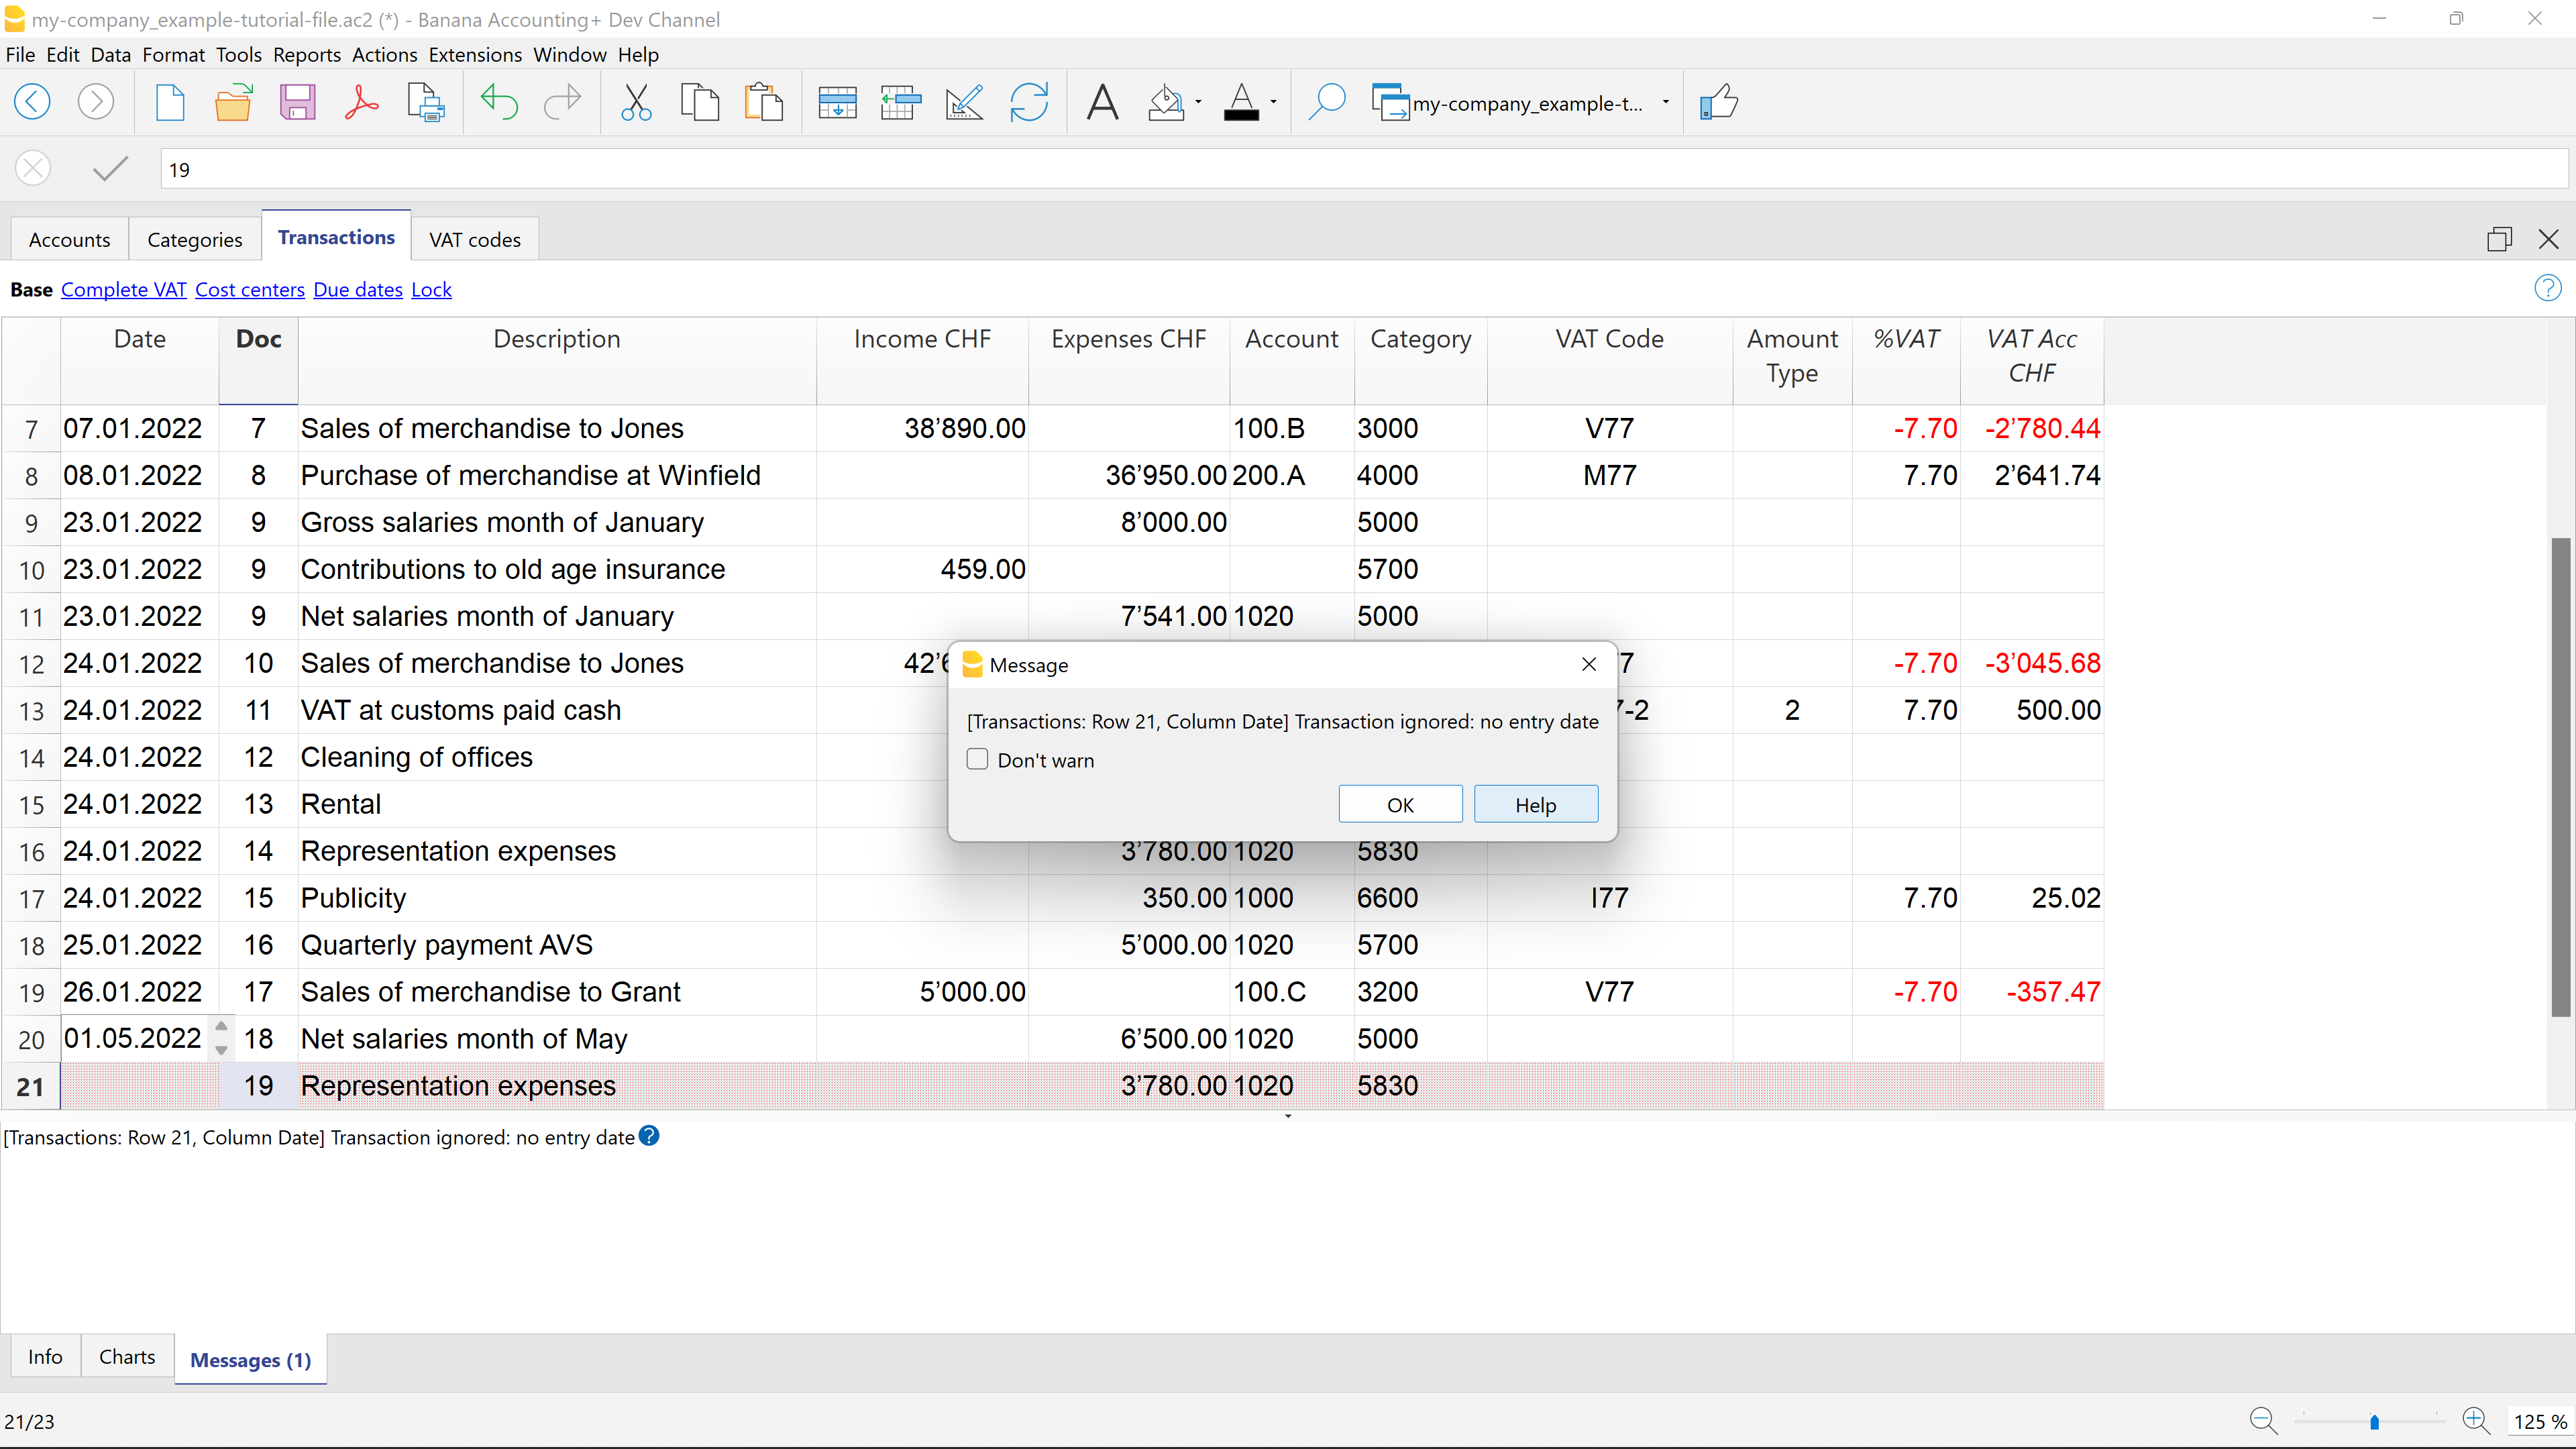 my-company_example-tutorial-file.ac2 (*) - Banana Accounting+ Dev Channel
File Edit Data Format Tools Reports Actions Extensions Window Help
my-company_example-t...
19
Accounts Categories Transactions VAT codes
Base Complete VAT Cost centers Due dates Lock
Date Doc Description Income CHF Expenses CHF Account Category VAT Code Amount Type %VAT VAT Acc CHF
7 07.01.2022 7 Sales of merchandise to Jones 38’890.00 100.B 3000 V77 -7.70 -2’780.44
8 08.01.2022 8 Purchase of merchandise at Winfield 36’950.00 200.A 4000 M77 7.70 2’641.74
9 23.01.2022 9 Gross salaries month of January 8’000.00 5000
10 23.01.2022 9 Contributions to old age insurance 459.00 5700
11 23.01.2022 9 Net salaries month of January 7’541.00 1020 5000
12 24.01.2022 10 Sales of merchandise to Jones 7 -7.70 -3’045.68
13 24.01.2022 11 VAT at customs paid cash -2 2 7.70 500.00
14 24.01.2022 12 Cleaning of offices
15 24.01.2022 13 Rental
16 24.01.2022 14 Representation expenses 3’780.00 1020 5830
17 24.01.2022 15 Publicity 350.00 1000 6600 I77 7.70 25.02
18 25.01.2022 16 Quarterly payment AVS 5’000.00 1020 5700
19 26.01.2022 17 Sales of merchandise to Grant 5’000.00 100.C 3200 V77 -7.70 -357.47
20 01.05.2022 18 Net salaries month of May 6’500.00 1020 5000
21 19 Representation expenses 3’780.00 1020 5830
Message
[Transactions: Row 21, Column Date] Transaction ignored: no entry date
Don't warn
OK Help
[Transactions: Row 21, Column Date] Transaction ignored: no entry date ?
Info Charts Messages (1)
21/23
125 %